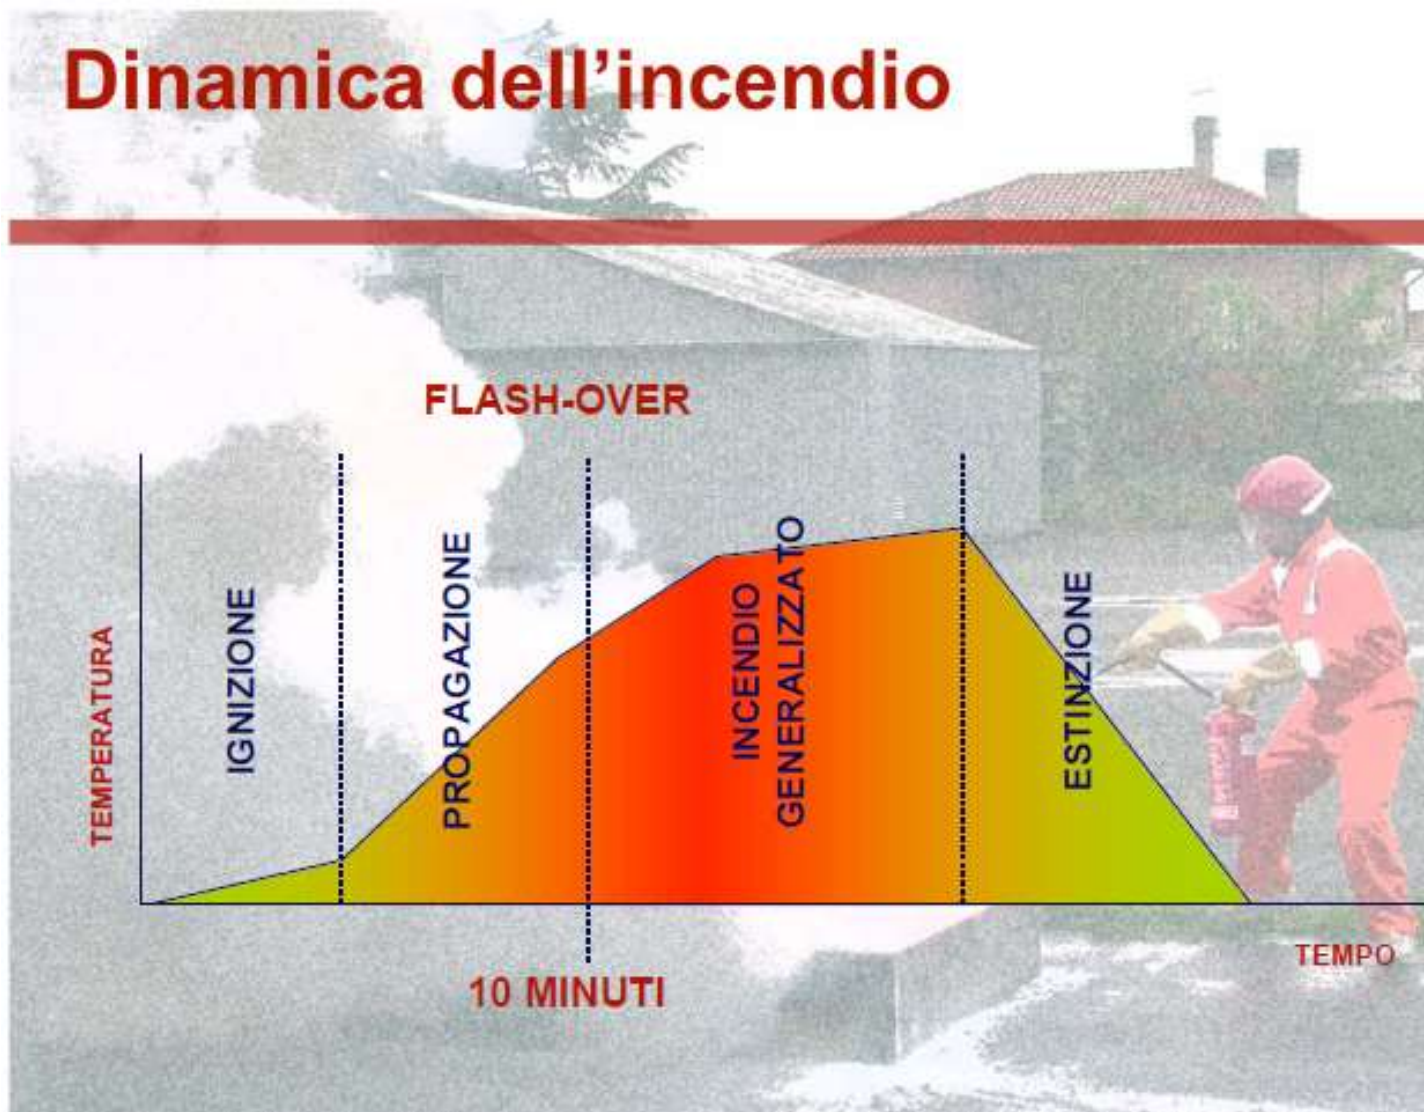 Dinamica dell'incendio
FLASH-OVER
TEMPERATURA
IGNIZIONE
PROPAGAZIONE
INCENDIO
GENERALIZZATO
ESTINZIONE
TEMPO
10 MINUTI